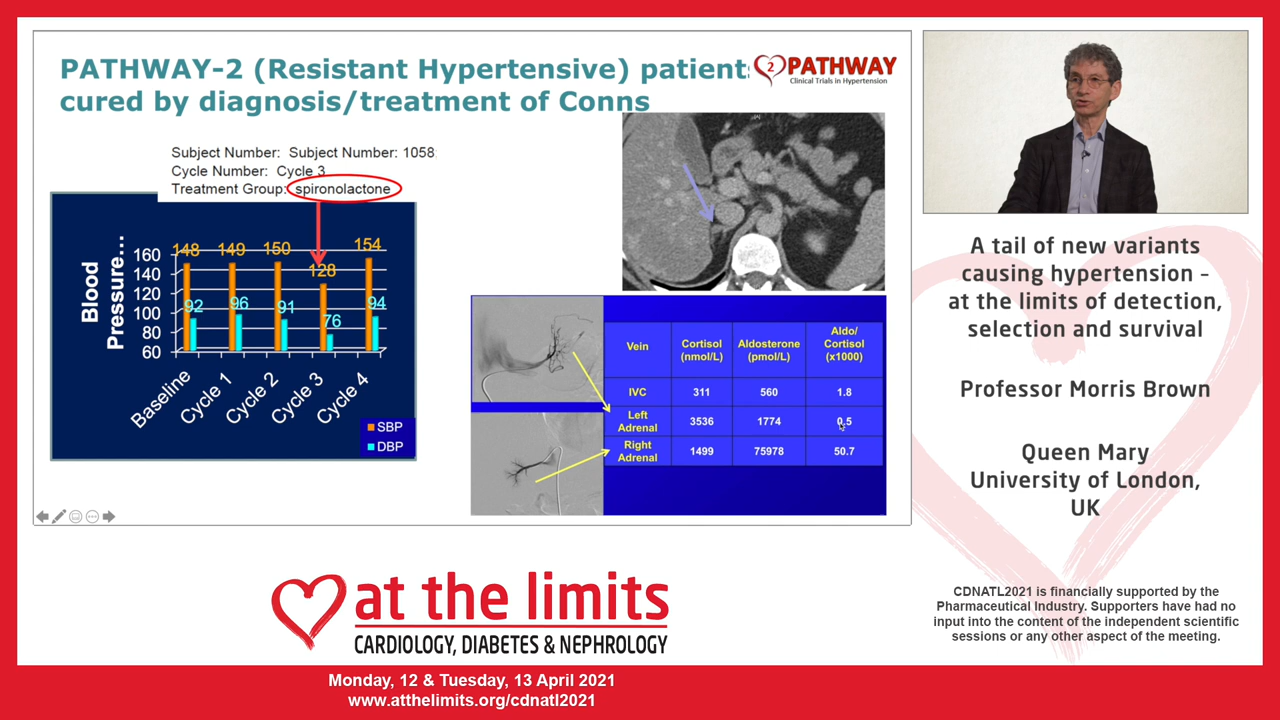 PATHWAY-2 (Resistant Hypertensive) patients
cured by diagnosis/treatment of Conns
2 PATHWAY
Clinical Trials in Hypertension
Subject Number: Subject Number: 1058
Cycle Number: Cycle 3
Treatment Group: spironolactone
Blood
Pressure...
160
140
120
100
80
60
148
149
150
128
154
92
96
91
76
94
Baseline
Cycle 1
Cycle 2
Cycle 3
Cycle 4
SBP
DBP
Vein Cortisol (nmol/L) Aldosterone (pmol/L) Aldo/ Cortisol (x1000)
IVC 311 560 1.8
Left Adrenal 3536 1774 0.5
Right Adrenal 1499 75978 50.7
A tail of new variants
causing hypertension –
at the limits of detection,
selection and survival
Professor Morris Brown
Queen Mary
University of London,
UK
at the limits
CARDIOLOGY, DIABETES & NEPHROLOGY
CDNATL2021 is financially supported by the
Pharmaceutical Industry. Supporters have had no
input into the content of the independent scientific
sessions or any other aspect of the meeting.
Monday, 12 & Tuesday, 13 April 2021
www.atthelimits.org/cdnatl2021